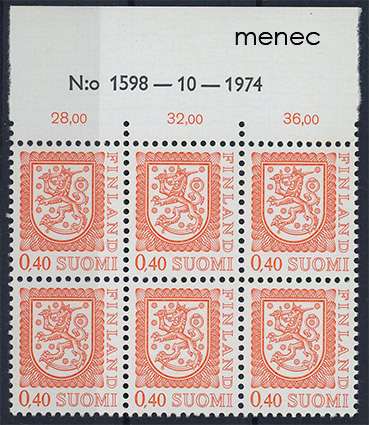 menec
N:o 1598 — 10 — 1974
28,00 32,00 36,00
FINLAND FINLAND FINLAND
0,40 SUOMI 0,40 SUOMI 0,40 SUOMI
FINLAND FINLAND FINLAND
0,40 SUOMI 0,40 SUOMI 0,40 SUOMI